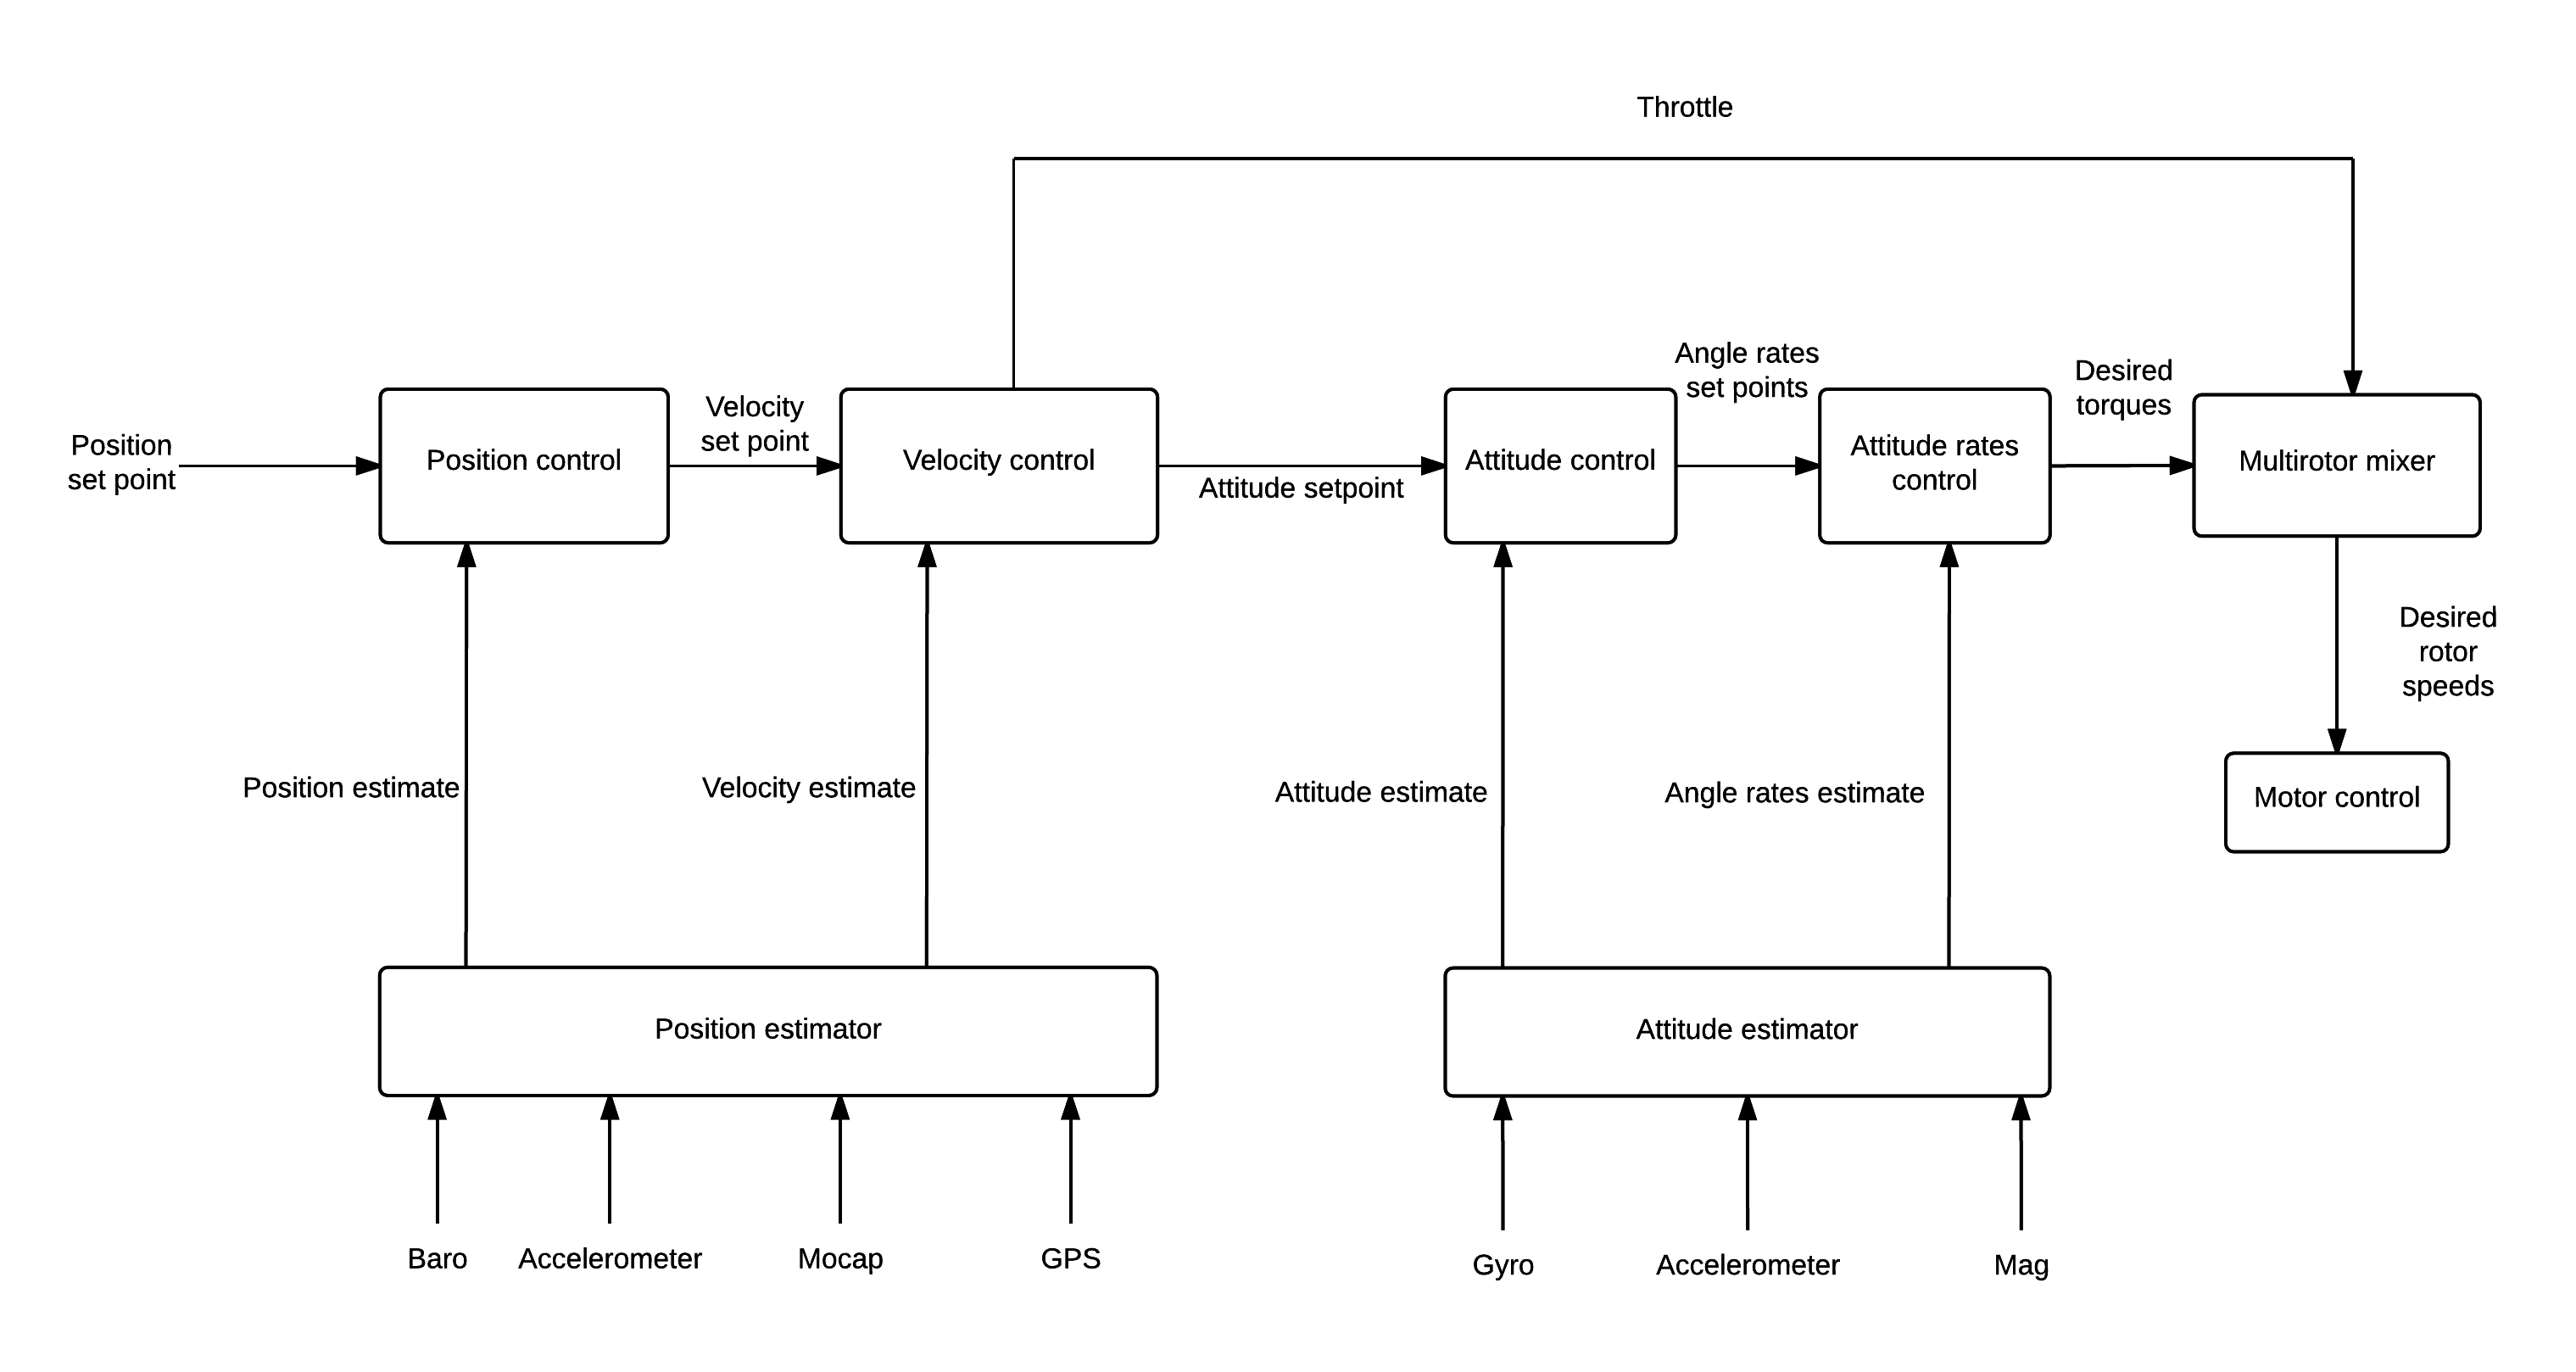 Throttle
Position
set point
Position control
Velocity
set point
Velocity control
Attitude setpoint
Attitude control
Angle rates
set points
Attitude rates
control
Desired
torques
Multirotor mixer
Desired
rotor
speeds
Motor control
Position estimate
Velocity estimate
Attitude estimate
Angle rates estimate
Position estimator
Attitude estimator
Baro
Accelerometer
Mocap
GPS
Gyro
Accelerometer
Mag